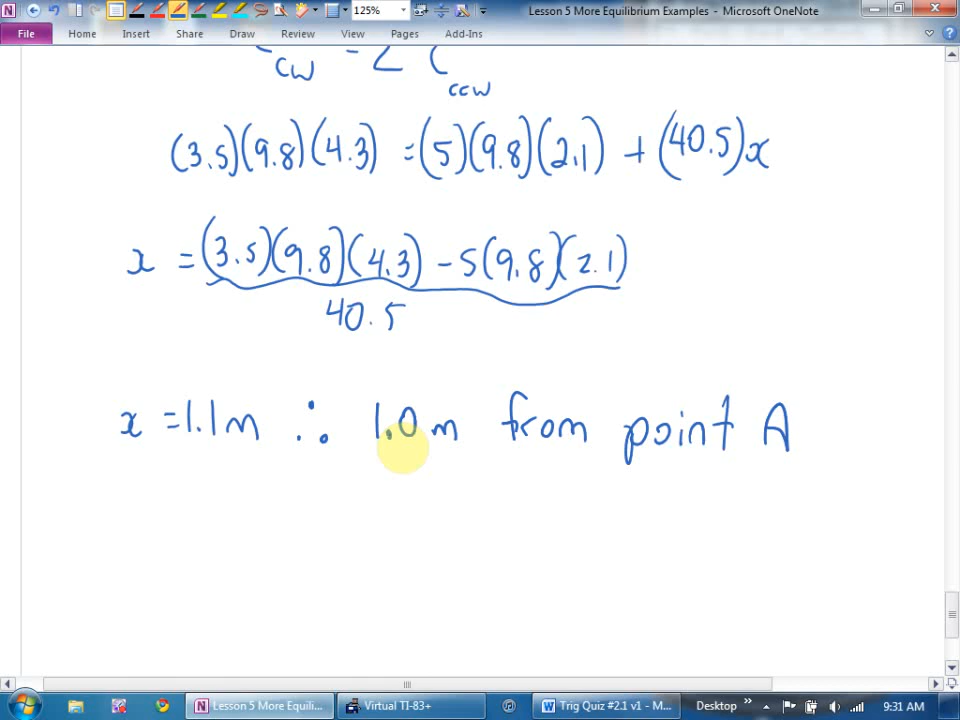 Lesson 5 More Equilibrium Examples - Microsoft OneNote
125%
File Home Insert Share Draw Review Pages Add-Ins
CW = Σ τ
CCW
(3.5)(9.8)(4.3) = (5)(9.8)(2.1) + (40.5)x
x = (3.5)(9.8)(4.3) - 5(9.8)(2.1)
40.5
x = 1.1m ∴ 1.0m from point A
Lesson 5 More Equili... Virtual TI-83+ Trig Quiz #2.1 v1 - M... Desktop 9:31 AM